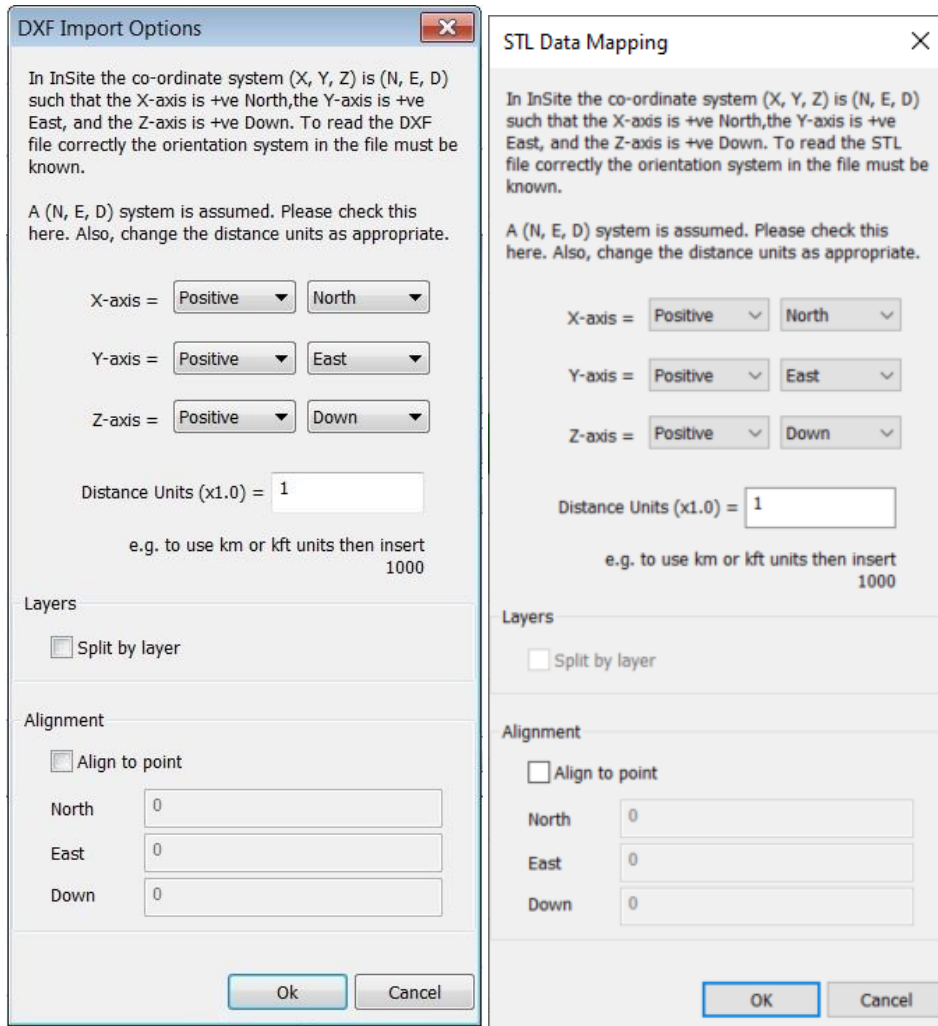 DXF Import Options
In InSite the co-ordinate system (X, Y, Z) is (N, E, D)
such that the X-axis is +ve North,the Y-axis is +ve
East, and the Z-axis is +ve Down. To read the DXF
file correctly the orientation system in the file must be
known.
A (N, E, D) system is assumed. Please check this
here. Also, change the distance units as appropriate.
X-axis = Positive North
Y-axis = Positive East
Z-axis = Positive Down
Distance Units (x1.0) = 1
e.g. to use km or kft units then insert
1000
Layers
Split by layer
Alignment
Align to point
North 0
East 0
Down 0
Ok Cancel
STL Data Mapping
In InSite the co-ordinate system (X, Y, Z) is (N, E, D)
such that the X-axis is +ve North,the Y-axis is +ve
East, and the Z-axis is +ve Down. To read the STL
file correctly the orientation system in the file must be
known.
A (N, E, D) system is assumed. Please check this
here. Also, change the distance units as appropriate.
X-axis = Positive North
Y-axis = Positive East
Z-axis = Positive Down
Distance Units (x1.0) = 1
e.g. to use km or kft units then insert
1000
Layers
Split by layer
Alignment
Align to point
North 0
East 0
Down 0
OK Cancel